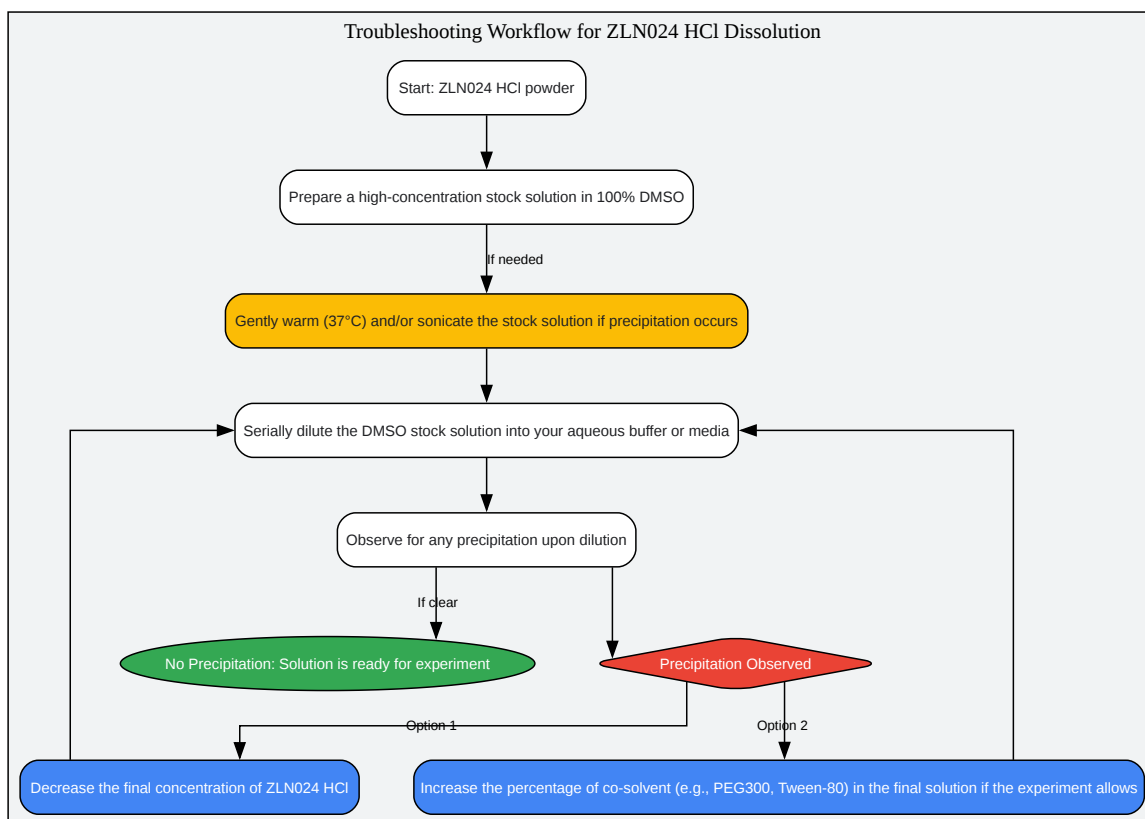 Troubleshooting Workflow for ZLN024 HCl Dissolution
Start: ZLN024 HCl powder
Prepare a high-concentration stock solution in 100% DMSO
If needed
Gently warm (37°C) and/or sonicate the stock solution if precipitation occurs
Serially dilute the DMSO stock solution into your aqueous buffer or media
Observe for any precipitation upon dilution
If clear
No Precipitation: Solution is ready for experiment
Precipitation Observed
Option 1
Option 2
Decrease the final concentration of ZLN024 HCl
Increase the percentage of co-solvent (e.g., PEG300, Tween-80) in the final solution if the experiment allows